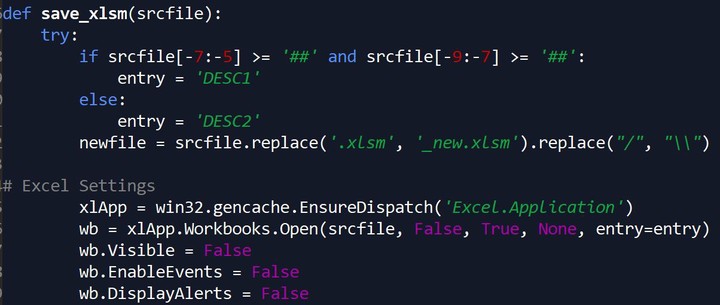 def save_xlsm(srcfile):
    try:
        if srcfile[-7:-5] >= '##' and srcfile[-9:-7] >= '##':
            entry = 'DESC1'
        else:
            entry = 'DESC2'
        newfile = srcfile.replace('.xlsm', '_new.xlsm').replace("/", "\\")
# Excel Settings
        xlApp = win32.gencache.EnsureDispatch('Excel.Application')
        wb = xlApp.Workbooks.Open(srcfile, False, True, None, entry=entry)
        wb.Visible = False
        wb.EnableEvents = False
        wb.DisplayAlerts = False